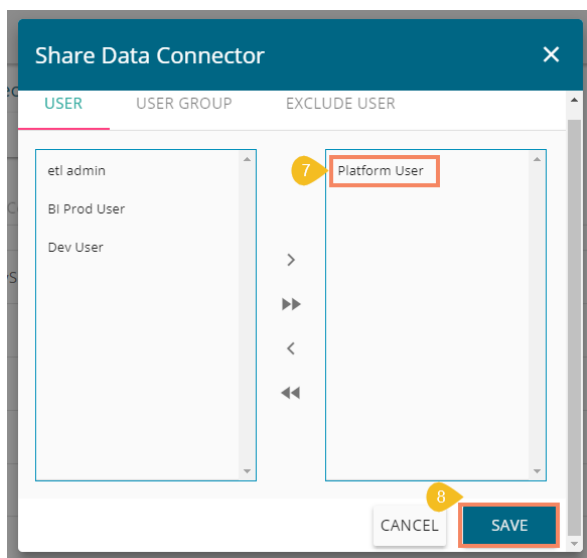 Share Data Connector
USER USER GROUP EXCLUDE USER
etl admin
BI Prod User
Dev User
7 Platform User
8
CANCEL SAVE